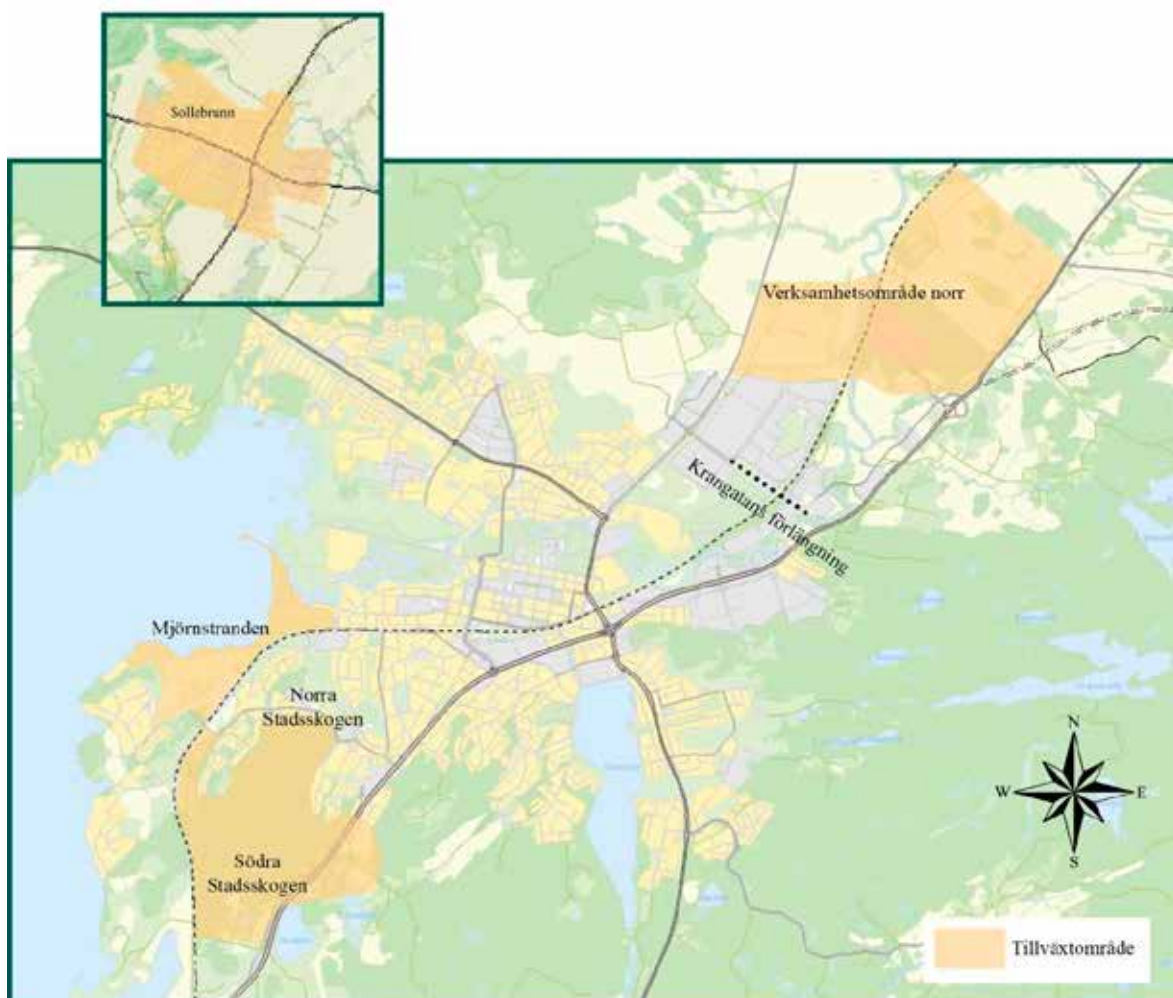 Sollebrunn
Verksamhetsområde norr
Krangatans förlängning
Mjörnstranden
Norra
Stadsskogen
Södra
Stadsskogen
N
W
E
S
Tillväxtområde